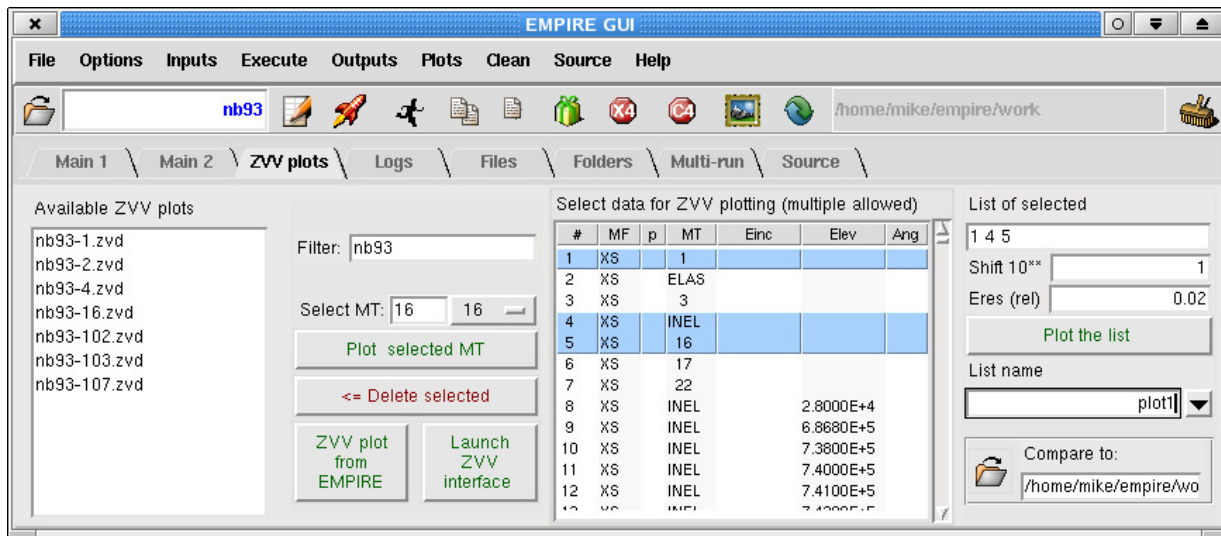 EMPIRE GUI
File Options Inputs Execute Outputs Plots Clean Source Help
nb93 X4 C4 /home/mike/empire/work
Main 1 Main 2 ZVV plots Logs Files Folders Multi-run Source
Available ZVV plots
nb93-1.zvd
nb93-2.zvd
nb93-4.zvd
nb93-16.zvd
nb93-102.zvd
nb93-103.zvd
nb93-107.zvd
Filter: nb93
Select MT: 16 16
Plot selected MT
<= Delete selected
ZVV plot
from
EMPIRE
Launch
ZVV
interface
Select data for ZVV plotting (multiple allowed)
# MF p MT Einc Elev Ang
1 XS 1
2 XS ELAS
3 XS 3
4 XS INEL
5 XS 16
6 XS 17
7 XS 22
8 XS INEL 2.8000E+4
9 XS INEL 6.8680E+5
10 XS INEL 7.3800E+5
11 XS INEL 7.4000E+5
12 XS INEL 7.4100E+5
List of selected
1 4 5
Shift 10** 1
Eres (rel) 0.02
Plot the list
List name
plot1
Compare to:
/home/mike/empire/wo